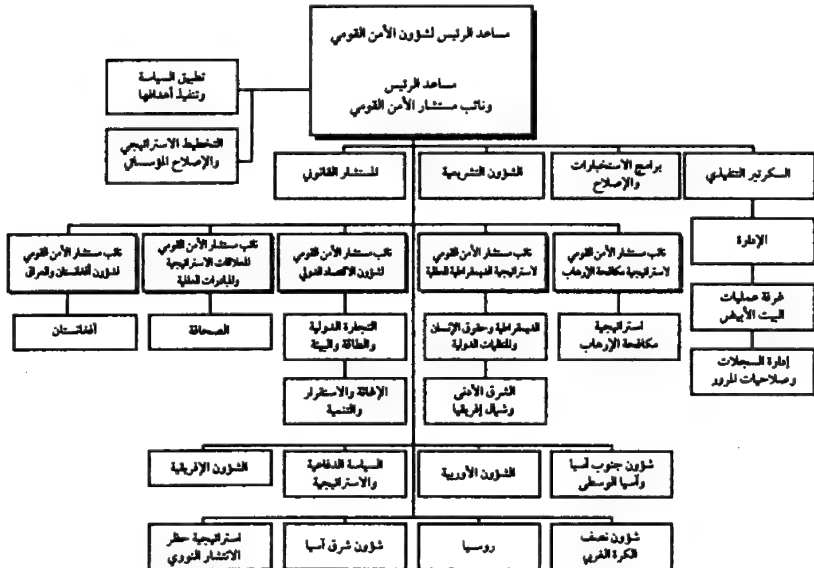 مساعد الرئيس لشؤون الأمن القومي
مساعد الرئيس
ونائب مستشار الأمن القومي
تطبيق السياسة
وتنفيذ أهدافها
التخطيط الاستراتيجي
والإصلاح المؤسساتي
السكرتير التنفيذي
برامج الاستخبارات
والإصلاح
الشؤون التشريعية
المستشار القانوني
الإدارة
غرفة عمليات
البيت الأبيض
إدارة السجلات
وصلاحيات المرور
نائب مستشار الأمن القومي
لاستراتيجية مكافحة الإرهاب
نائب مستشار الأمن القومي
لاستراتيجية الديمقراطية العالمية
نائب مستشار الأمن القومي
لشؤون الاقتصاد الدولي
نائب مستشار الأمن القومي
للعلاقات الاستراتيجية
والمبادرات العالمية
نائب مستشار الأمن القومي
لشؤون أفغانستان والعراق
استراتيجية
مكافحة الإرهاب
الديمقراطية وحقوق الإنسان
والمنظمات الدولية
التجارة الدولية
والطاقة والبيئة
الصحافة
أفغانستان
الشرق الأدنى
وشمال إفريقيا
الإغاثة والاستقرار
والتنمية
شؤون جنوب آسيا
وآسيا الوسطى
الشؤون الأوربية
السياسة الدفاعية
والاستراتيجية
الشؤون الإفريقية
شؤون نصف
الكرة الغربي
روسيا
شؤون شرق آسيا
استراتيجية حظر
الانتشار النووي